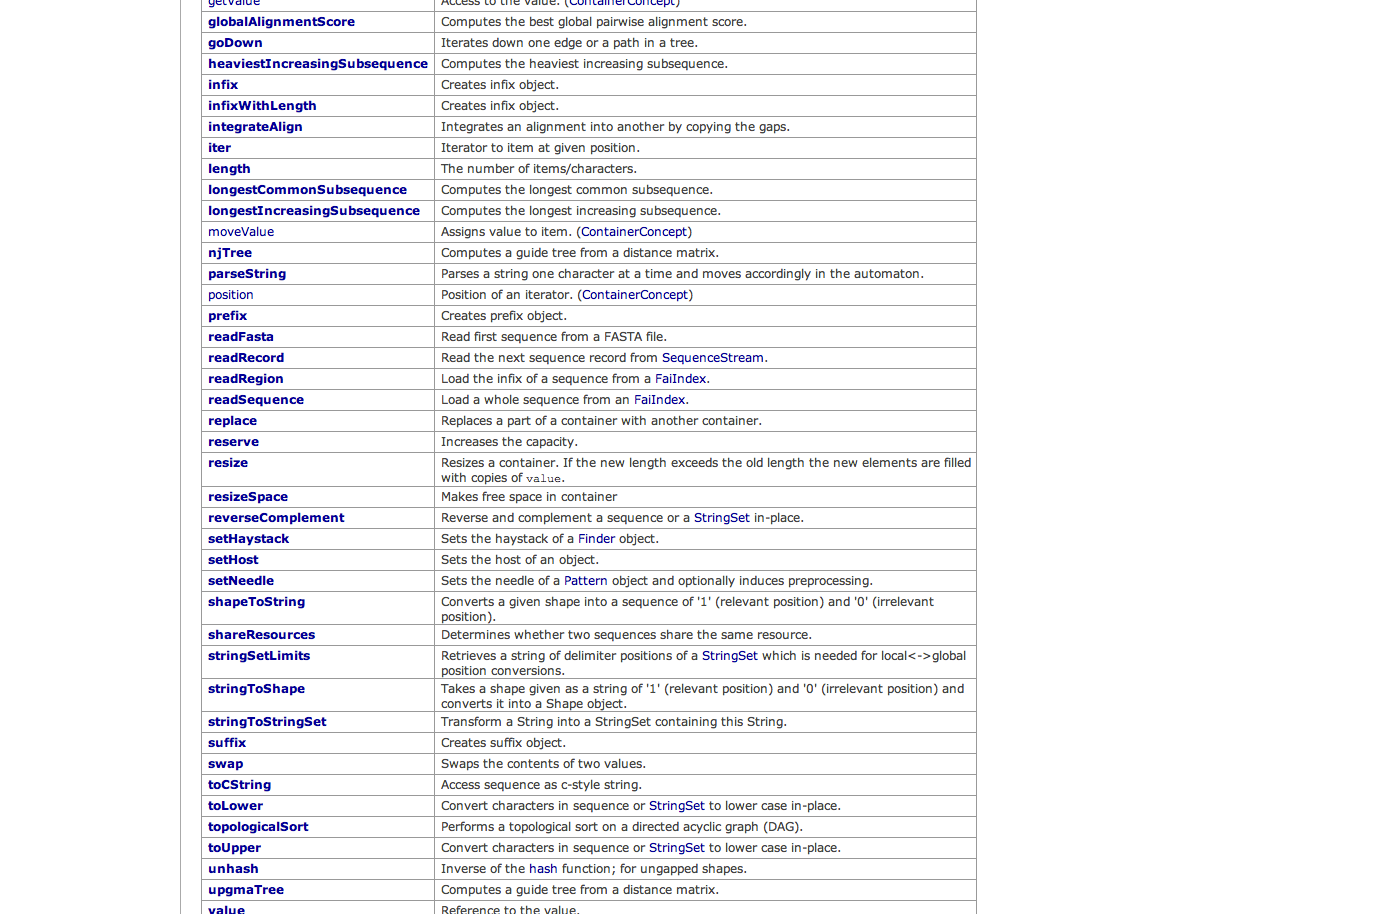 getValue Access to the value. (ContainerConcept)
globalAlignmentScore Computes the best global pairwise alignment score.
goDown Iterates down one edge or a path in a tree.
heaviestIncreasingSubsequence Computes the heaviest increasing subsequence.
infix Creates infix object.
infixWithLength Creates infix object.
integrateAlign Integrates an alignment into another by copying the gaps.
iter Iterator to item at given position.
length The number of items/characters.
longestCommonSubsequence Computes the longest common subsequence.
longestIncreasingSubsequence Computes the longest increasing subsequence.
moveValue Assigns value to item. (ContainerConcept)
njTree Computes a guide tree from a distance matrix.
parseString Parses a string one character at a time and moves accordingly in the automaton.
position Position of an iterator. (ContainerConcept)
prefix Creates prefix object.
readFasta Read first sequence from a FASTA file.
readRecord Read the next sequence record from SequenceStream.
readRegion Load the infix of a sequence from a FaiIndex.
readSequence Load a whole sequence from an FaiIndex.
replace Replaces a part of a container with another container.
reserve Increases the capacity.
resize Resizes a container. If the new length exceeds the old length the new elements are filled
with copies of value.
resizeSpace Makes free space in container
reverseComplement Reverse and complement a sequence or a StringSet in-place.
setHaystack Sets the haystack of a Finder object.
setHost Sets the host of an object.
setNeedle Sets the needle of a Pattern object and optionally induces preprocessing.
shapeToString Converts a given shape into a sequence of '1' (relevant position) and '0' (irrelevant
position).
shareResources Determines whether two sequences share the same resource.
stringSetLimits Retrieves a string of delimiter positions of a StringSet which is needed for local<->global
position conversions.
stringToShape Takes a shape given as a string of '1' (relevant position) and '0' (irrelevant position) and
converts it into a Shape object.
stringToStringSet Transform a String into a StringSet containing this String.
suffix Creates suffix object.
swap Swaps the contents of two values.
toCString Access sequence as c-style string.
toLower Convert characters in sequence or StringSet to lower case in-place.
topologicalSort Performs a topological sort on a directed acyclic graph (DAG).
toUpper Convert characters in sequence or StringSet to lower case in-place.
unhash Inverse of the hash function; for ungapped shapes.
upgmaTree Computes a guide tree from a distance matrix.
value Reference to the value.